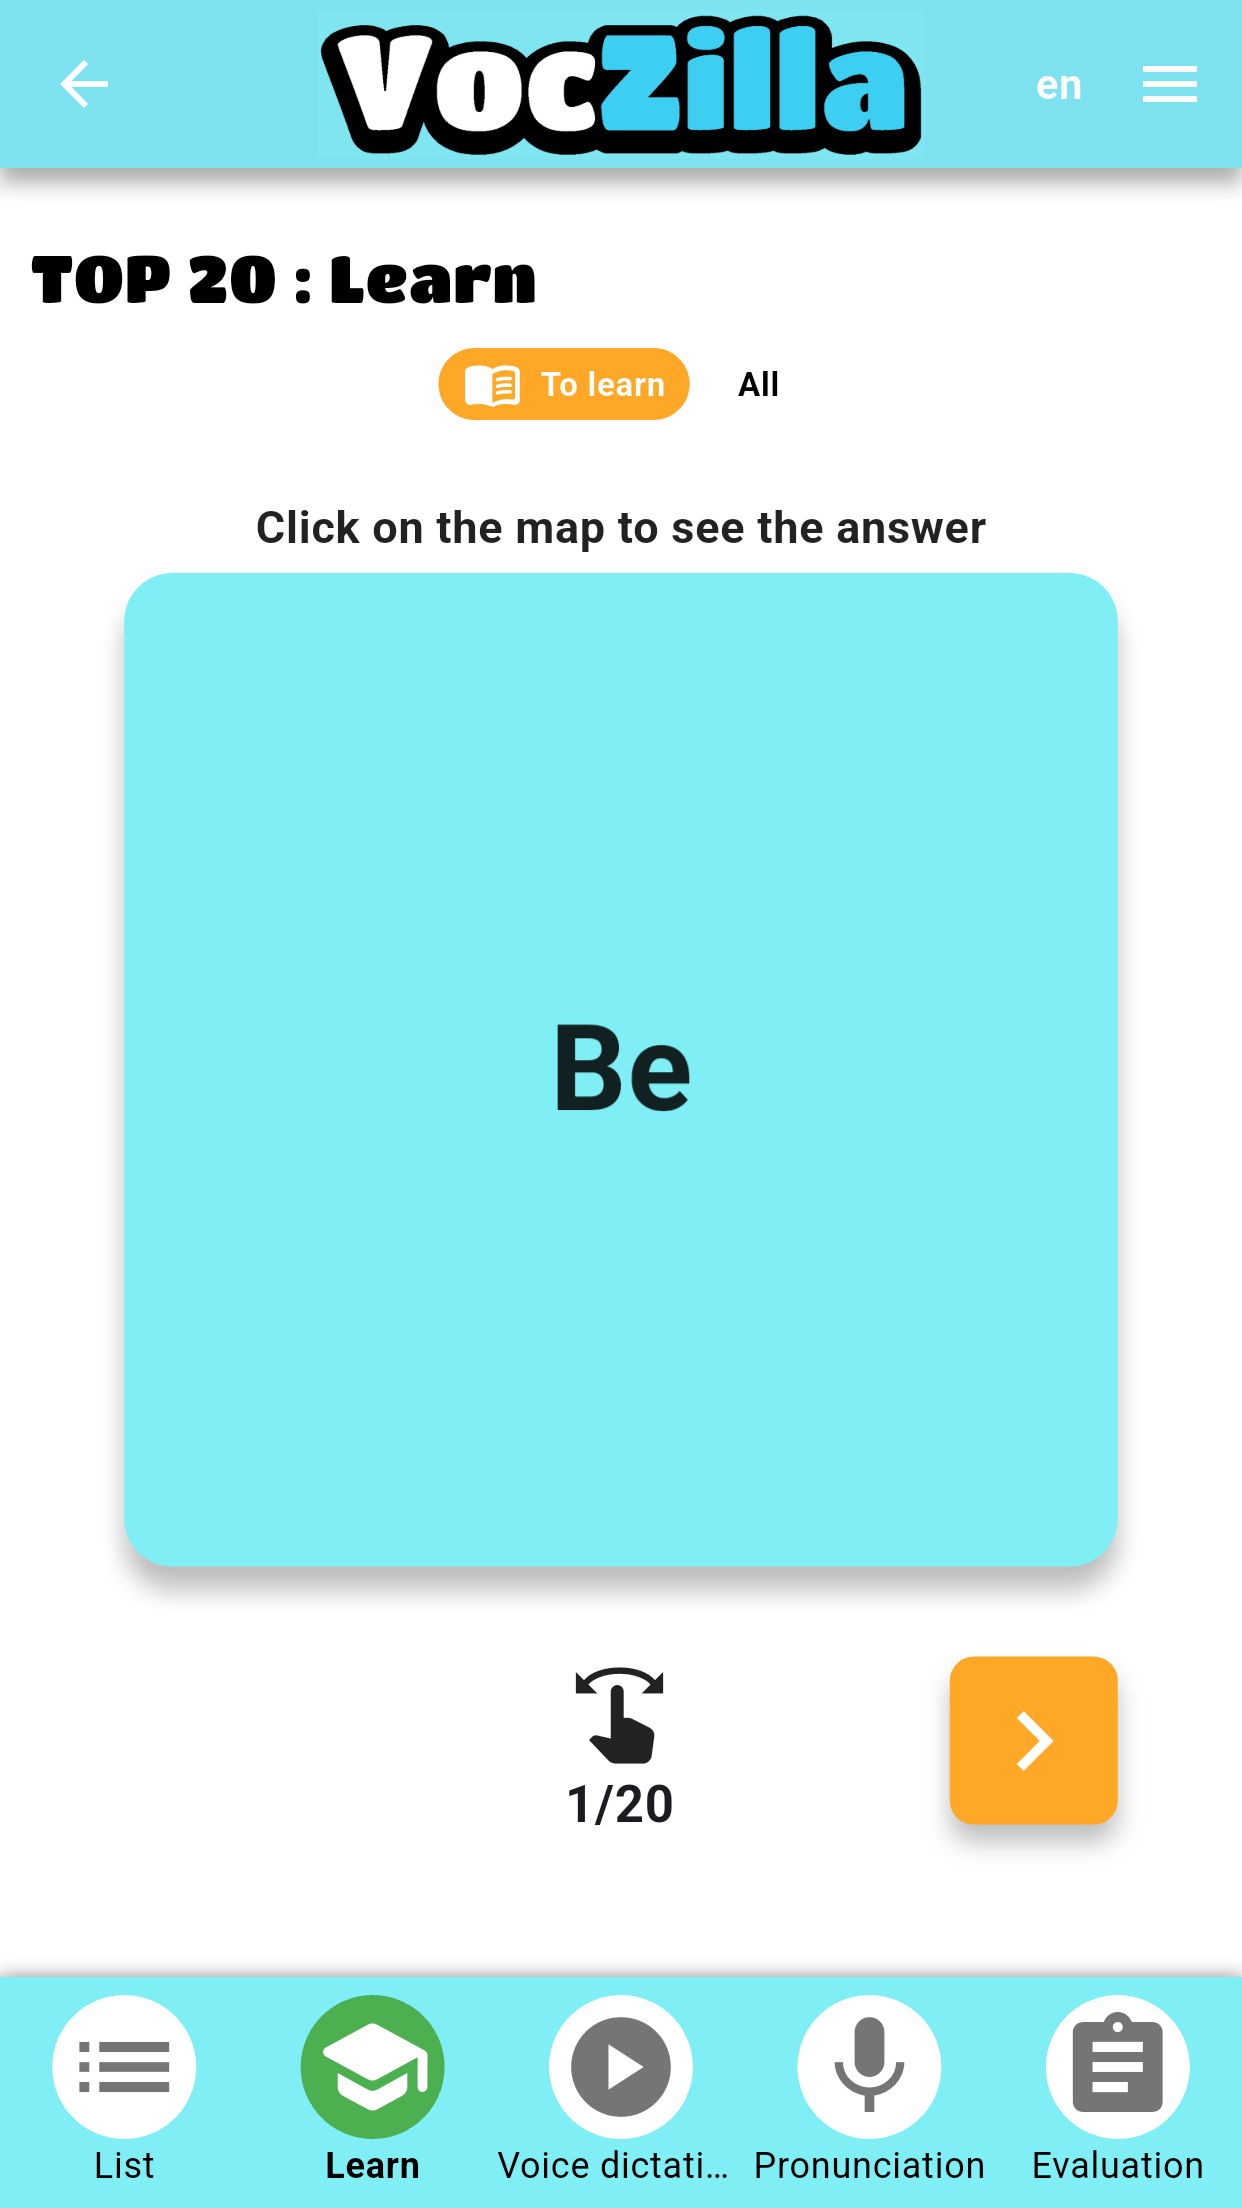 VocZilla
en
TOP 20 : Learn
To learn
All
Click on the map to see the answer
Be
1/20
List
Learn
Voice dictati...
Pronunciation
Evaluation